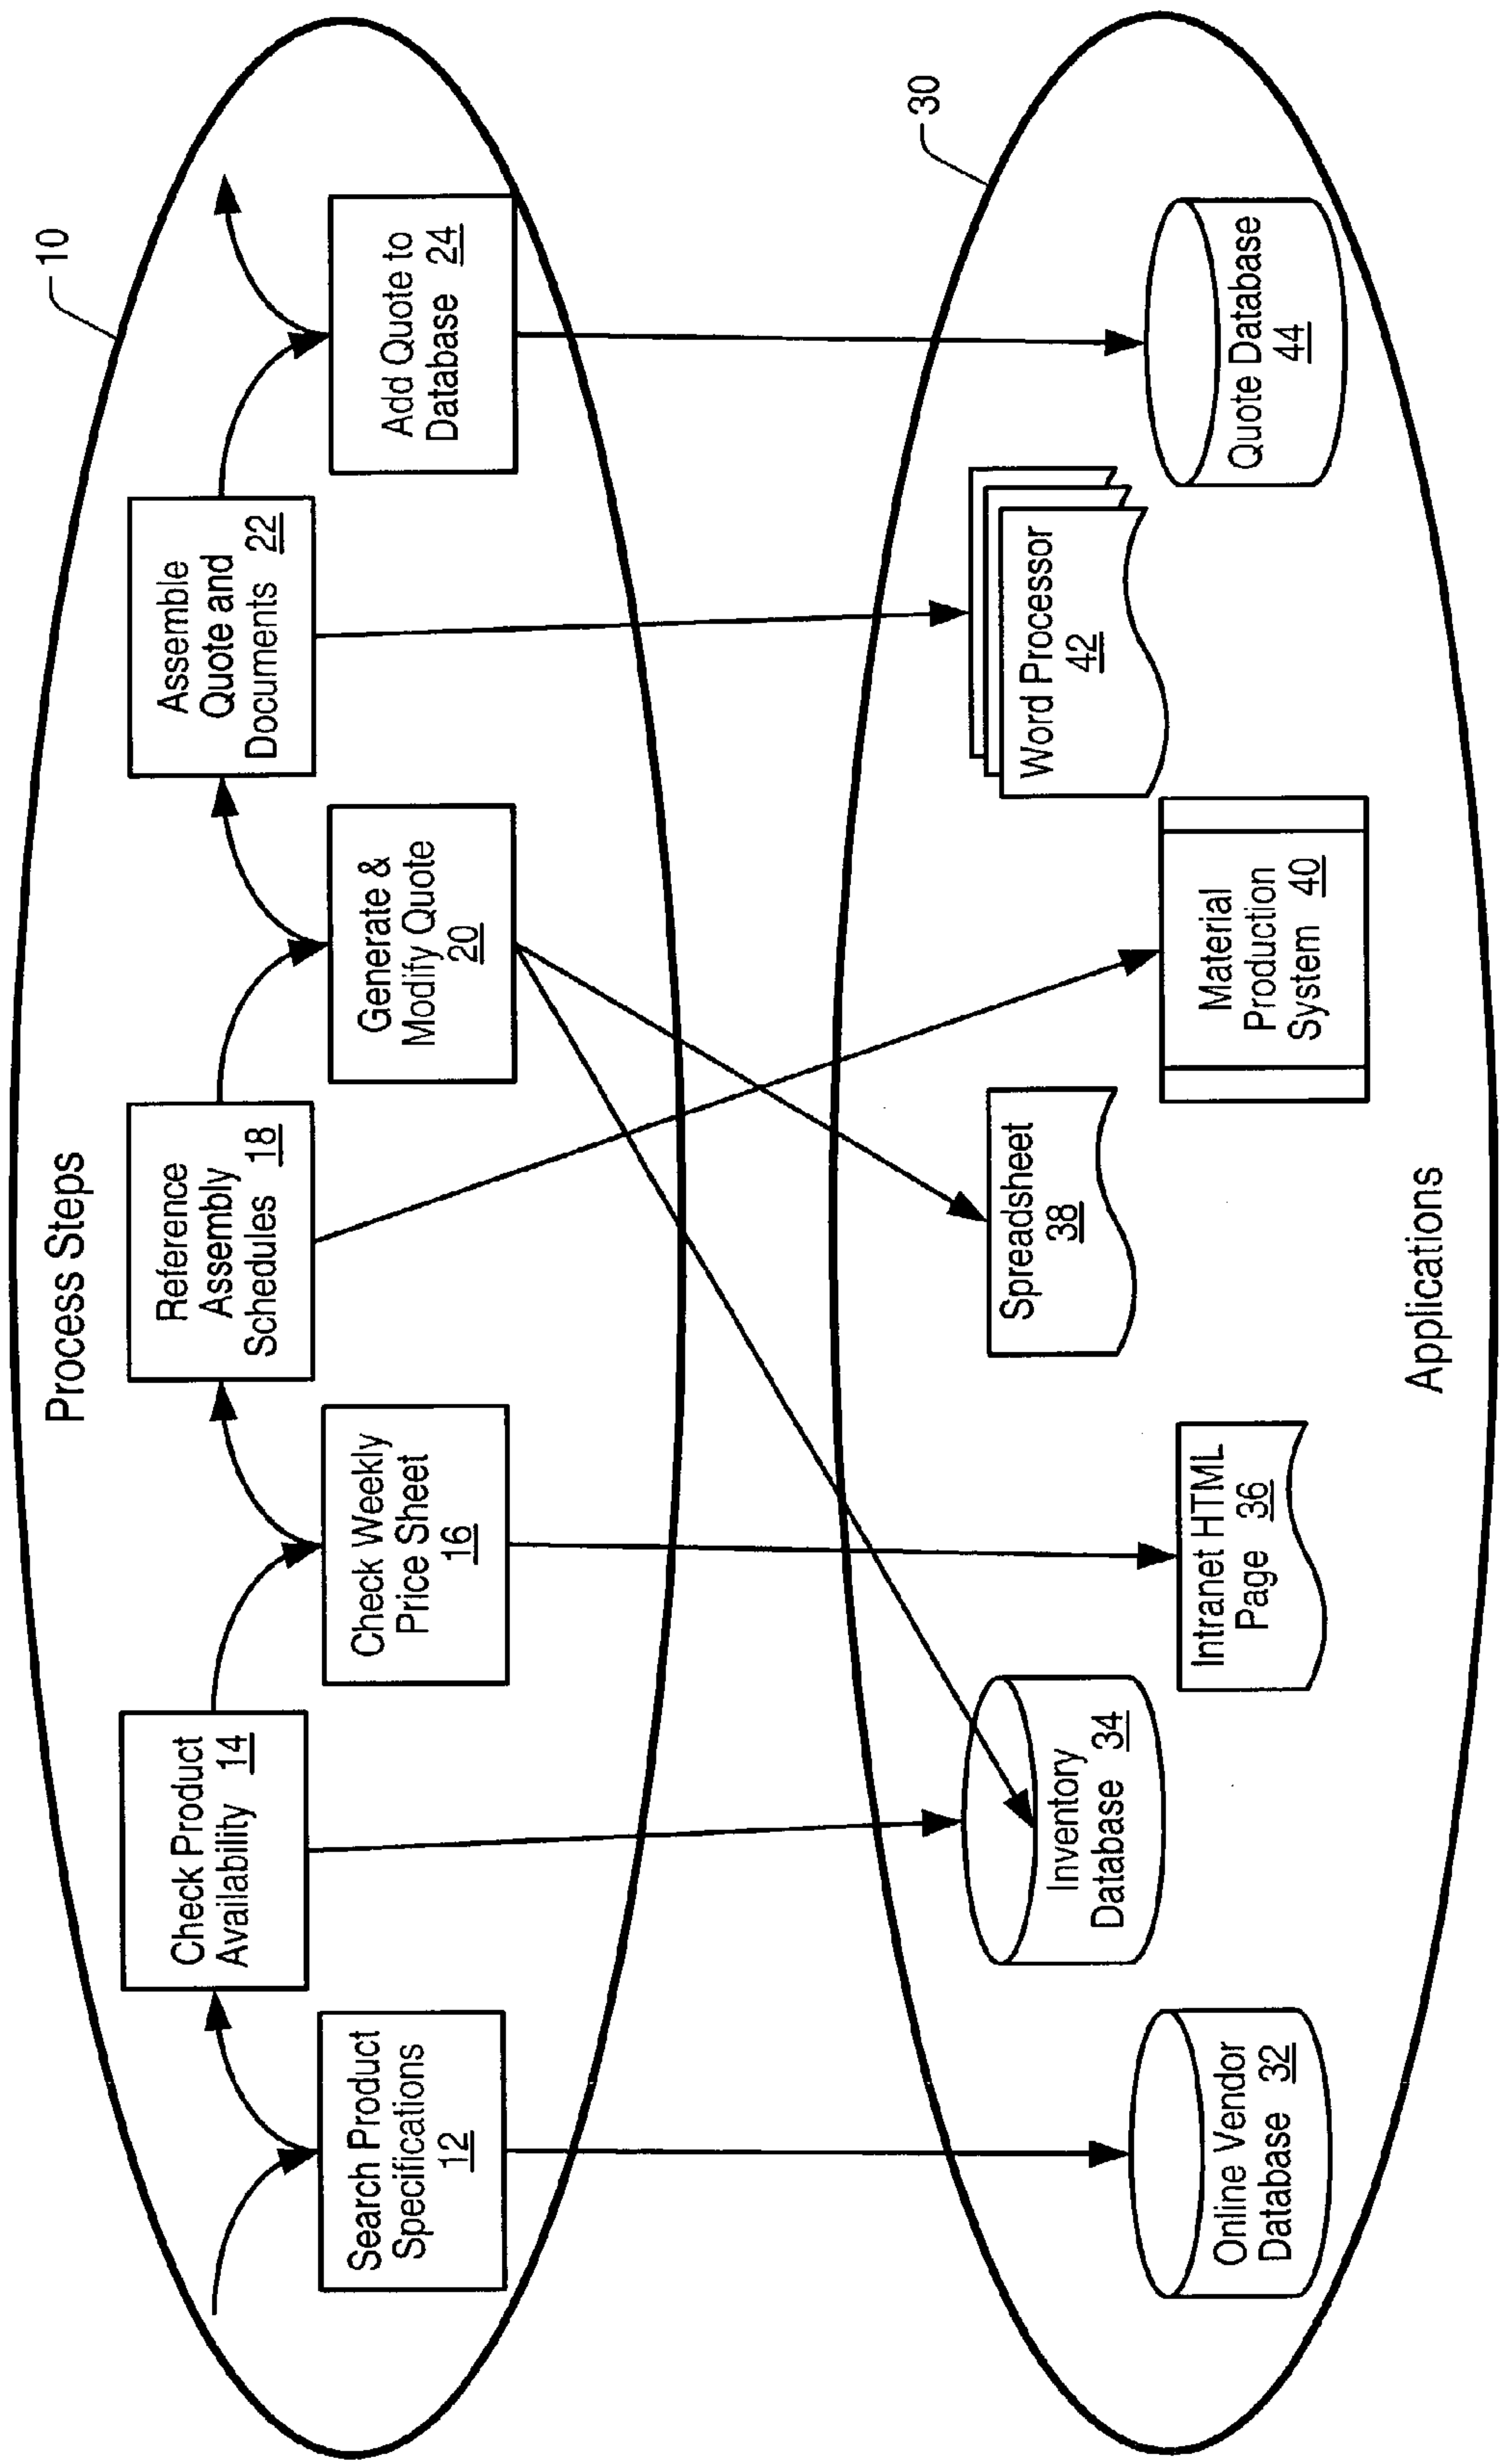 10
Process Steps
Search Product
Specifications
12
Check Product
Availability 14
Check Weekly
Price Sheet
16
Reference
Assembly
Schedules 18
Generate &
Modify Quote
20
Assemble
Quote and
Documents 22
Add Quote to
Database 24
30
Online Vendor
Database 32
Inventory
Database 34
Intranet HTML
Page 36
Spreadsheet
38
Material
Production
System 40
Word Processor
42
Quote Database
44
Applications